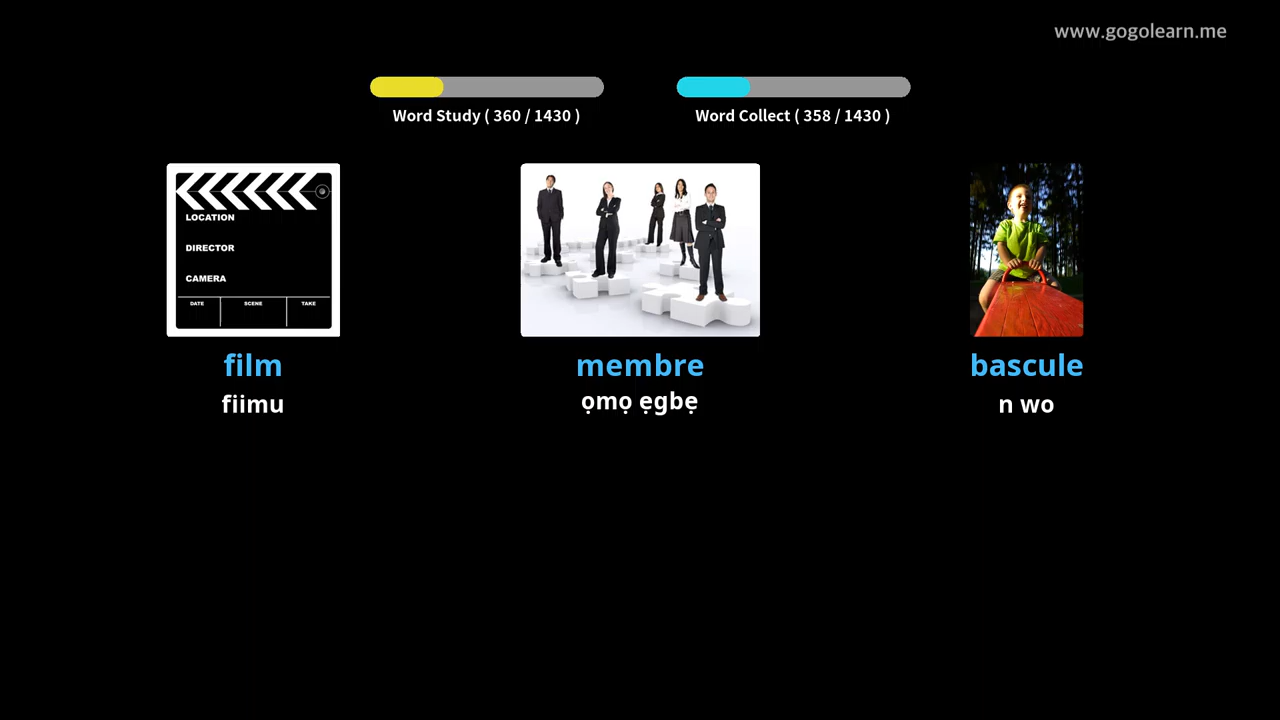 www.gogolearn.me
Word Study ( 360 / 1430 )
Word Collect ( 358 / 1430 )
LOCATION
DIRECTOR
CAMERA
DATE SCENE TAKE
film
membre
bascule
fiimu
ọmọ ẹgbẹ
n wo